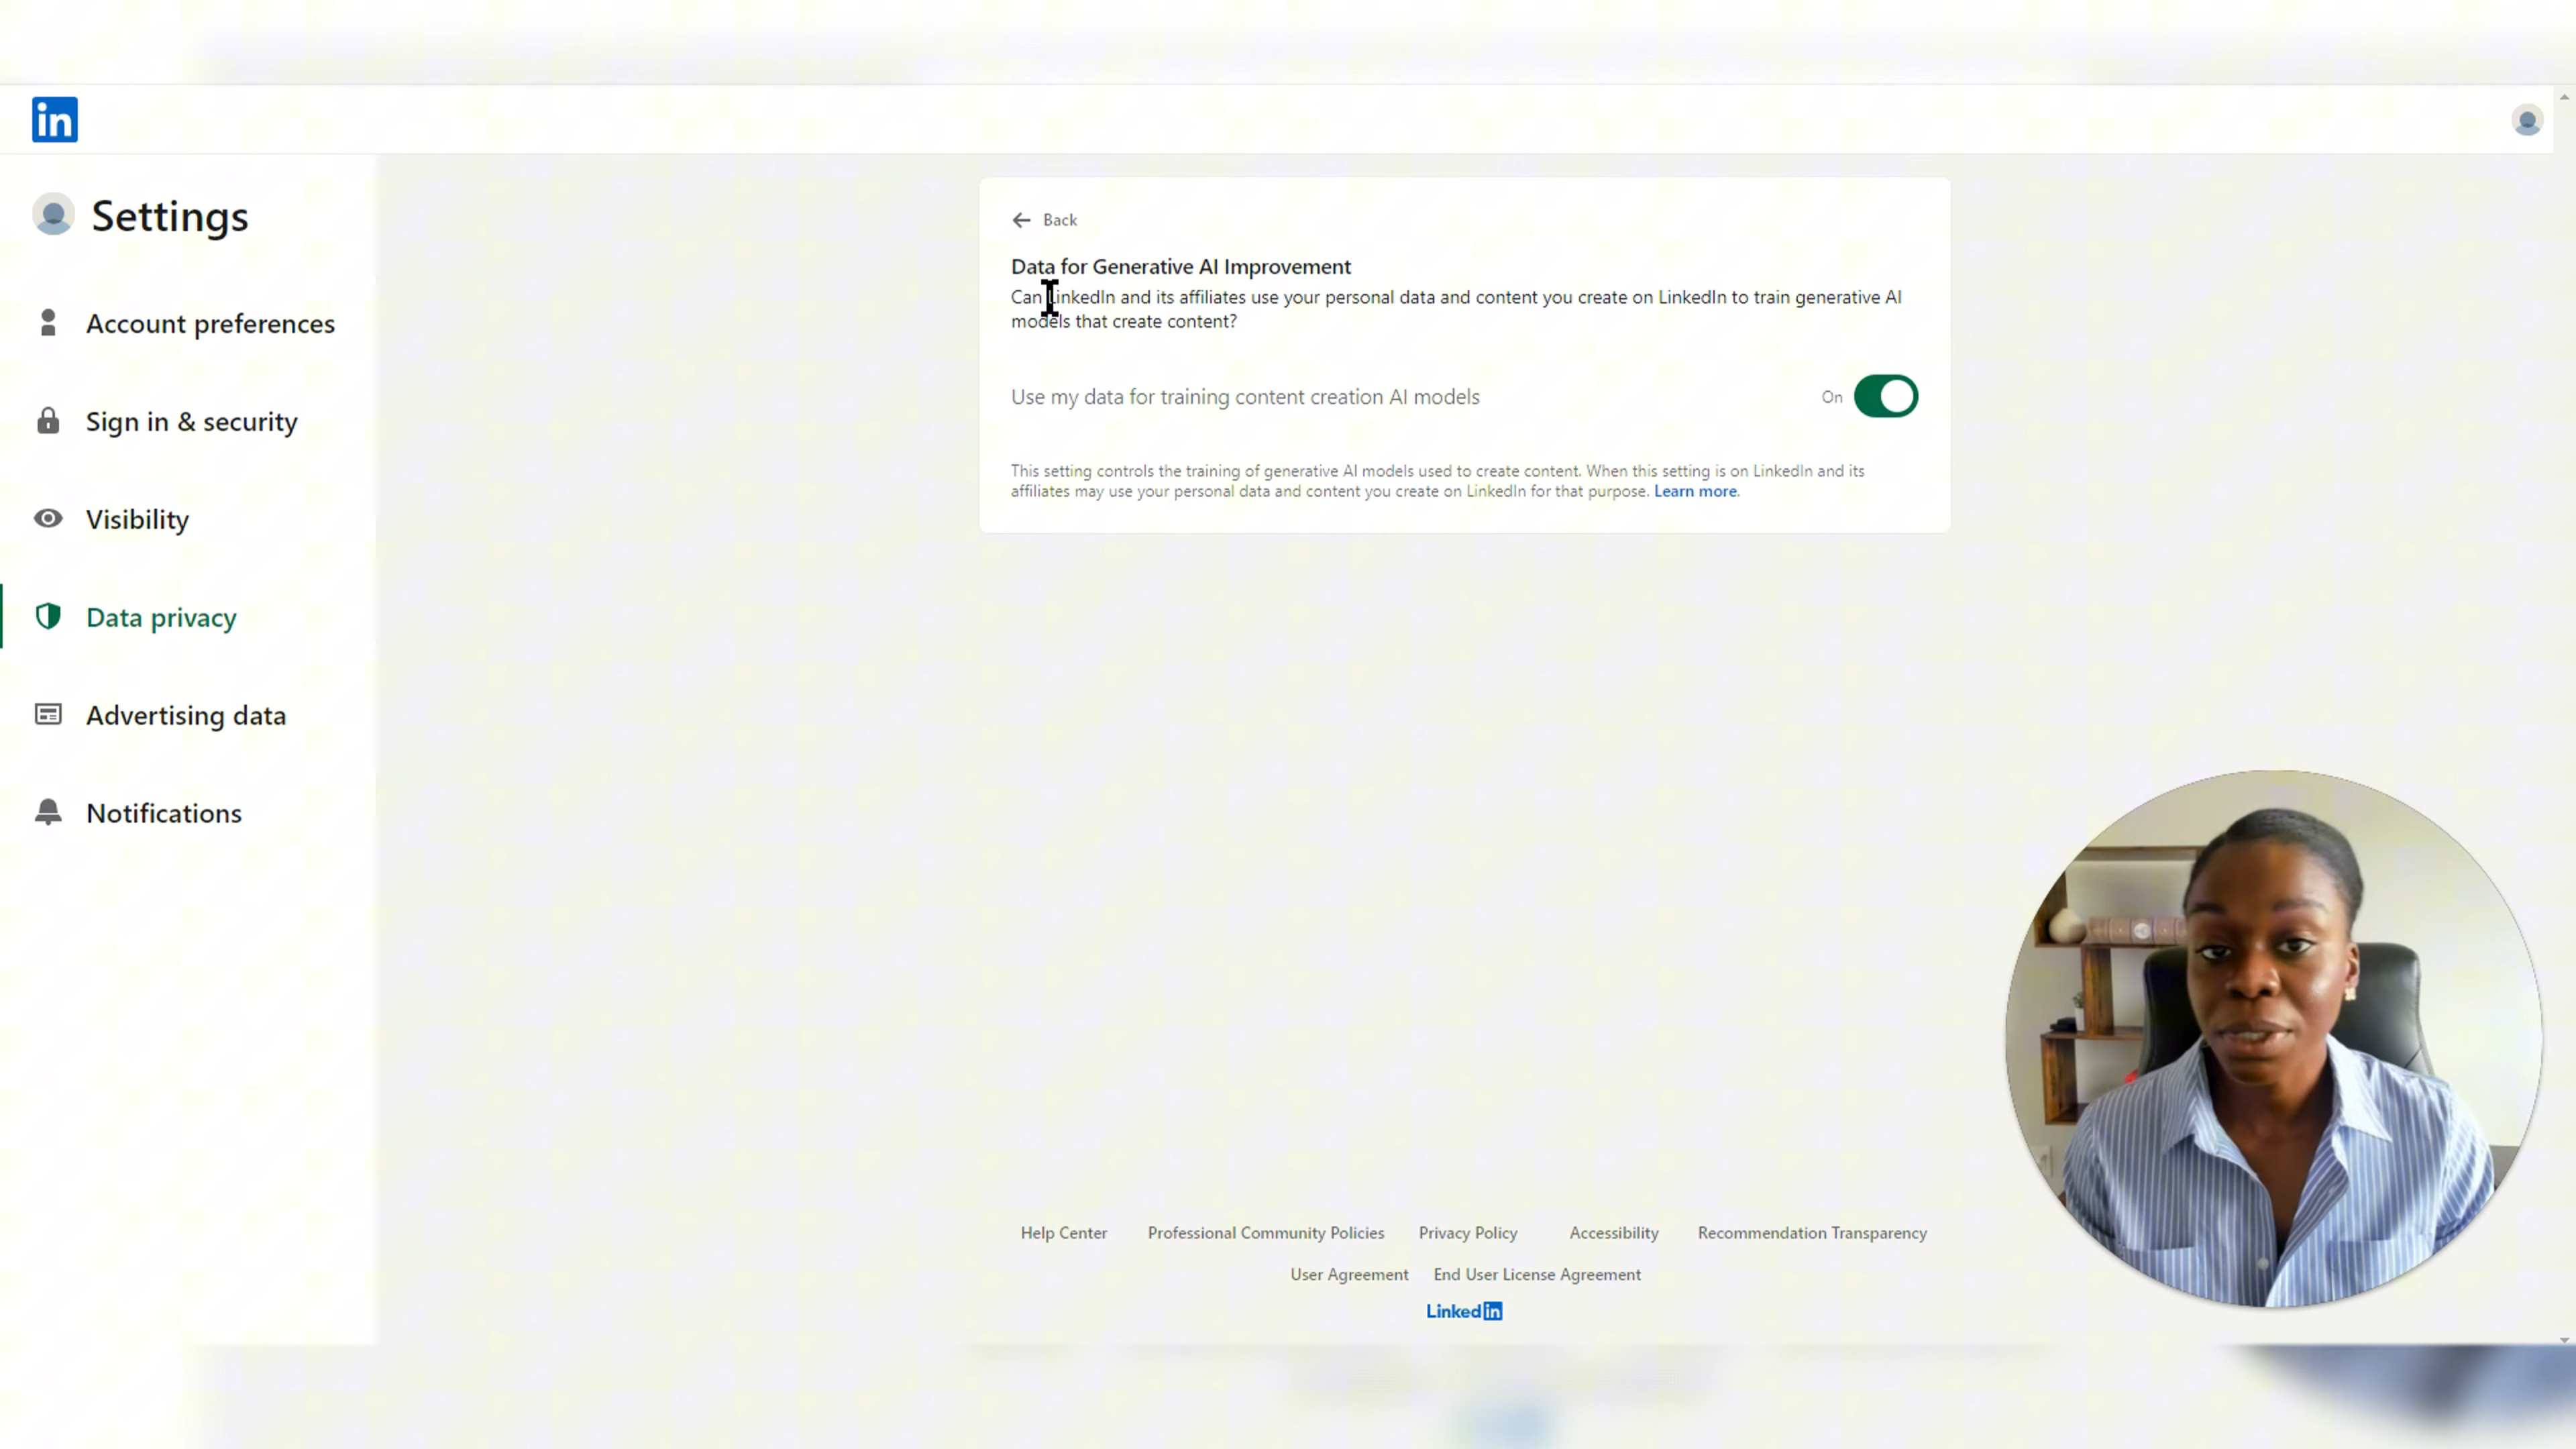 in
Settings
Account preferences
Sign in & security
Visibility
Data privacy
Advertising data
Notifications
Back
Data for Generative AI Improvement
Can LinkedIn and its affiliates use your personal data and content you create on LinkedIn to train generative AI
models that create content?
Use my data for training content creation AI models On
This setting controls the training of generative AI models used to create content. When this setting is on LinkedIn and its
affiliates may use your personal data and content you create on LinkedIn for that purpose. Learn more.
Help Center Professional Community Policies Privacy Policy Accessibility Recommendation Transparency
User Agreement End User License Agreement
LinkedIn